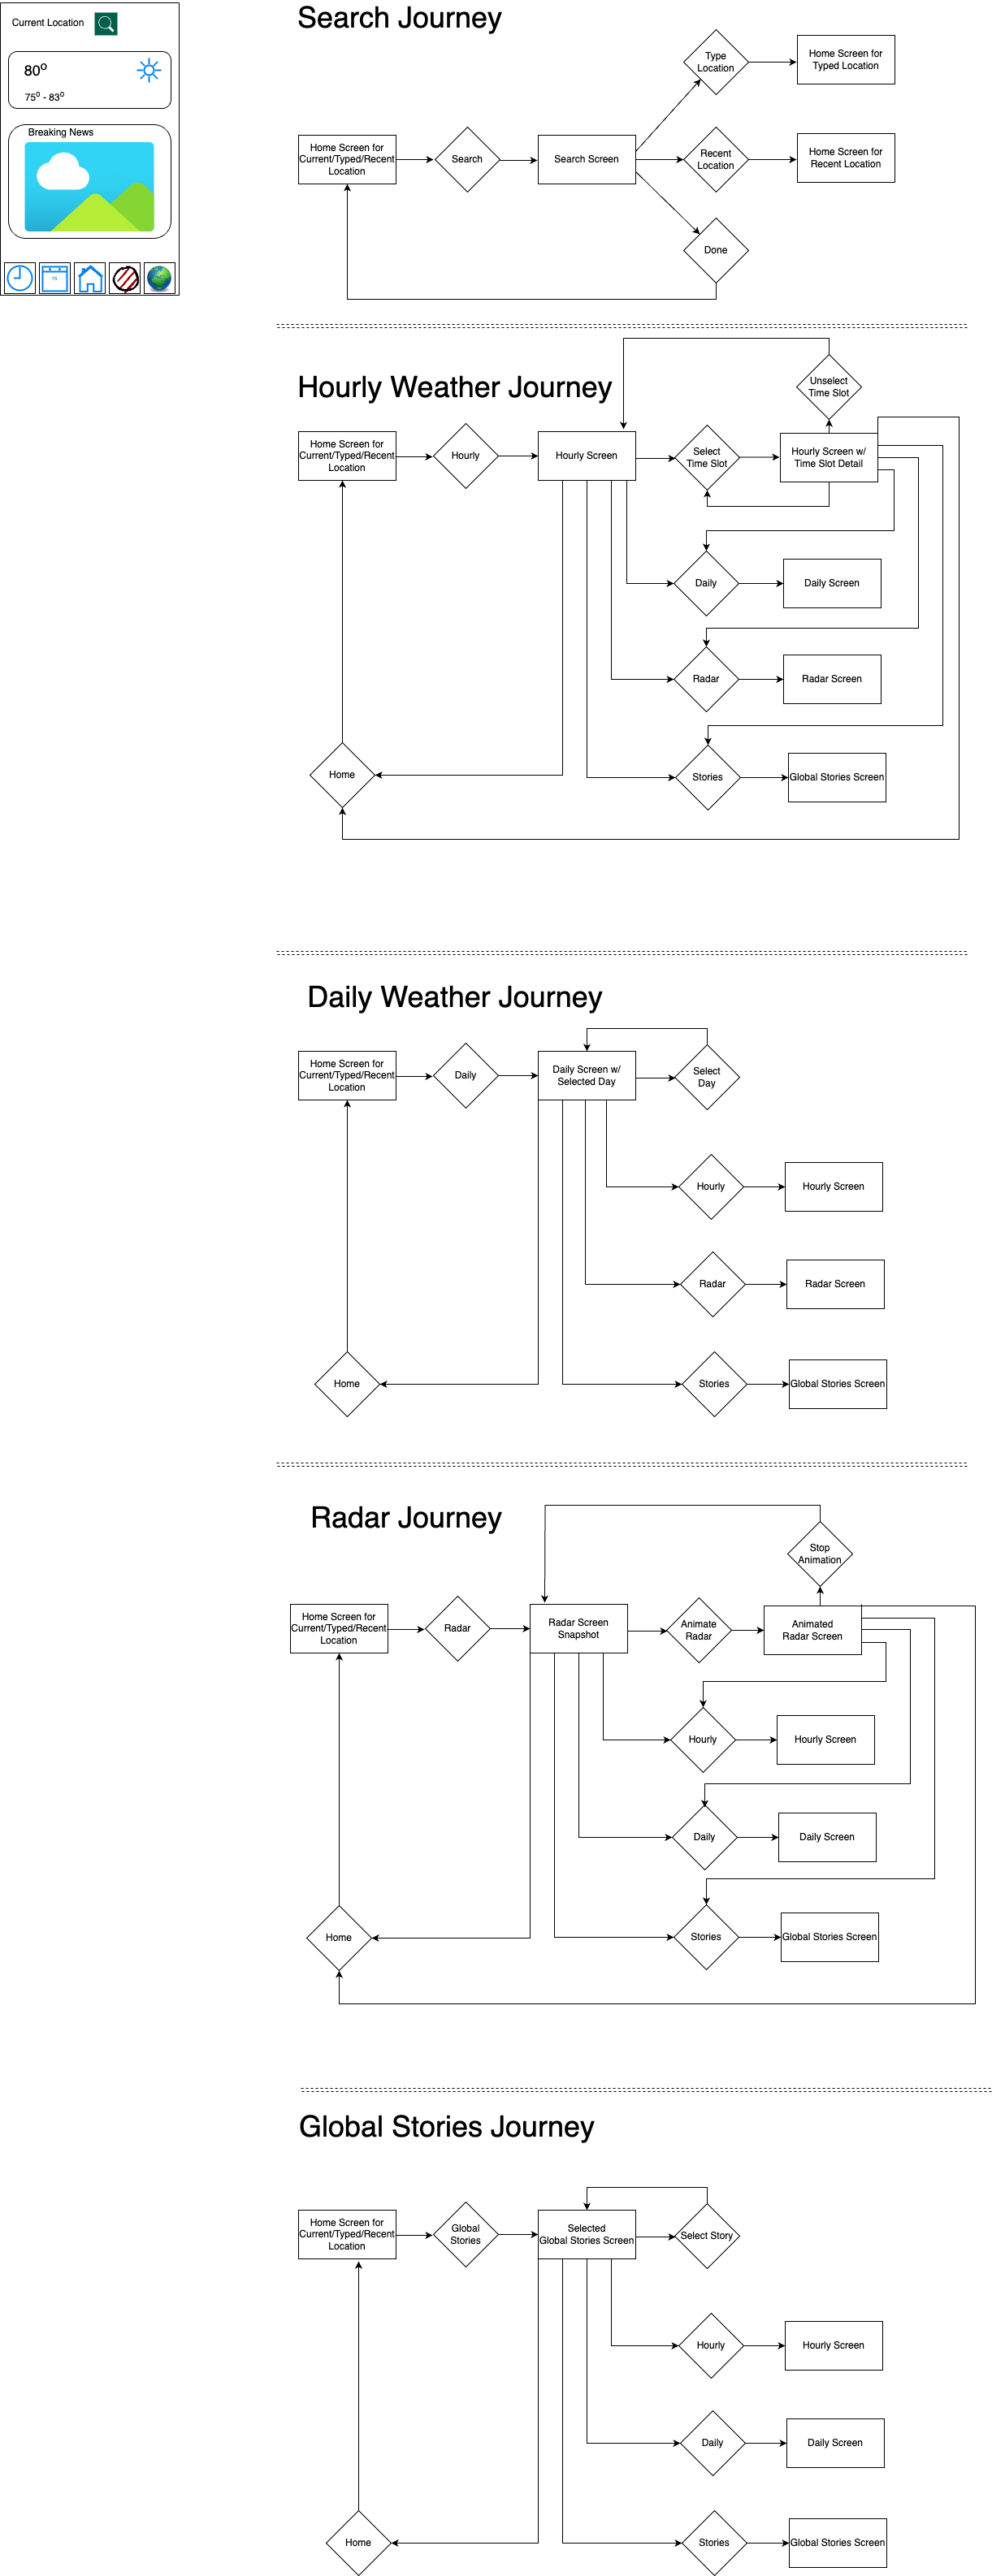 Current Location
80°
75° - 83°
Breaking News
Search Journey
Type
Location
Home Screen for
Typed Location
Home Screen for
Current/Typed/Recent
Location
Search
Search Screen
Recent
Location
Home Screen for
Recent Location
Done
Hourly Weather Journey
Unselect
Time Slot
Home Screen for
Current/Typed/Recent
Location
Hourly
Hourly Screen
Select
Time Slot
Hourly Screen w/
Time Slot Detail
Daily
Daily Screen
Radar
Radar Screen
Home
Stories
Global Stories Screen
Daily Weather Journey
Home Screen for
Current/Typed/Recent
Location
Daily
Daily Screen w/
Selected Day
Select
Day
Hourly
Hourly Screen
Radar
Radar Screen
Home
Stories
Global Stories Screen
Radar Journey
Stop
Animation
Home Screen for
Current/Typed/Recent
Location
Radar
Radar Screen
Snapshot
Animate
Radar
Animated
Radar Screen
Hourly
Hourly Screen
Daily
Daily Screen
Home
Stories
Global Stories Screen
Global Stories Journey
Home Screen for
Current/Typed/Recent
Location
Global
Stories
Selected
Global Stories Screen
Select Story
Hourly
Hourly Screen
Daily
Daily Screen
Home
Stories
Global Stories Screen